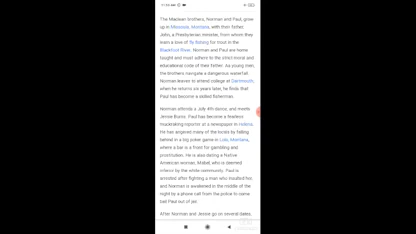 The Maclean brothers, Norman and Paul, grow
up in Missoula, Montana, with their father,
John, a Presbyterian minister, from whom they
learn a love of fly fishing for trout in the
Blackfoot River. Norman and Paul are home
taught and must adhere to the strict moral and
educational code of their father. As young men,
the brothers navigate a dangerous waterfall.
Norman leaves to attend college at Dartmouth;
when he returns six years later, he finds that
Paul has become a skilled fisherman.
Norman attends a July 4th dance, and meets
Jessie Burns. Paul has become a fearless
muckraking reporter at a newspaper in Helena.
He has angered many of the locals by falling
behind in a big poker game in Lolo, Montana,
where a bar is a front for gambling and
prostitution. He is also dating a Native
American woman, Mabel, who is deemed
inferior by the white community. Paul is
arrested after fighting a man who insulted her,
and Norman is awakened in the middle of the
night by a phone call from the police to come
bail Paul out of jail.
After Norman and Jessie go on several dates,